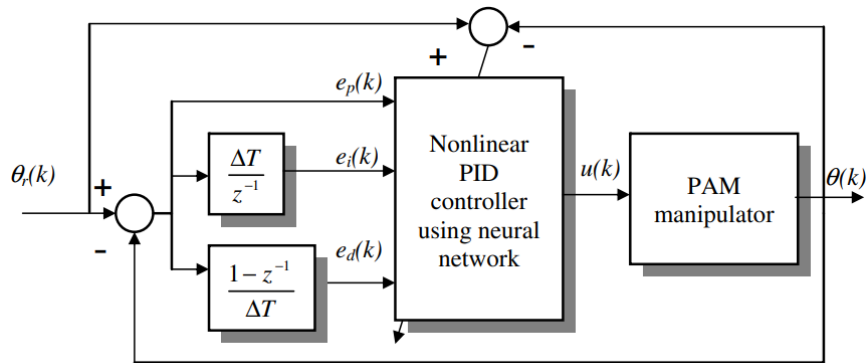 +
-
e_p(k)
θ_r(k)
+
-
ΔT
z^{-1}
e_i(k)
1 - z^{-1}
ΔT
e_d(k)
Nonlinear
PID
controller
using neural
network
u(k)
PAM
manipulator
θ(k)